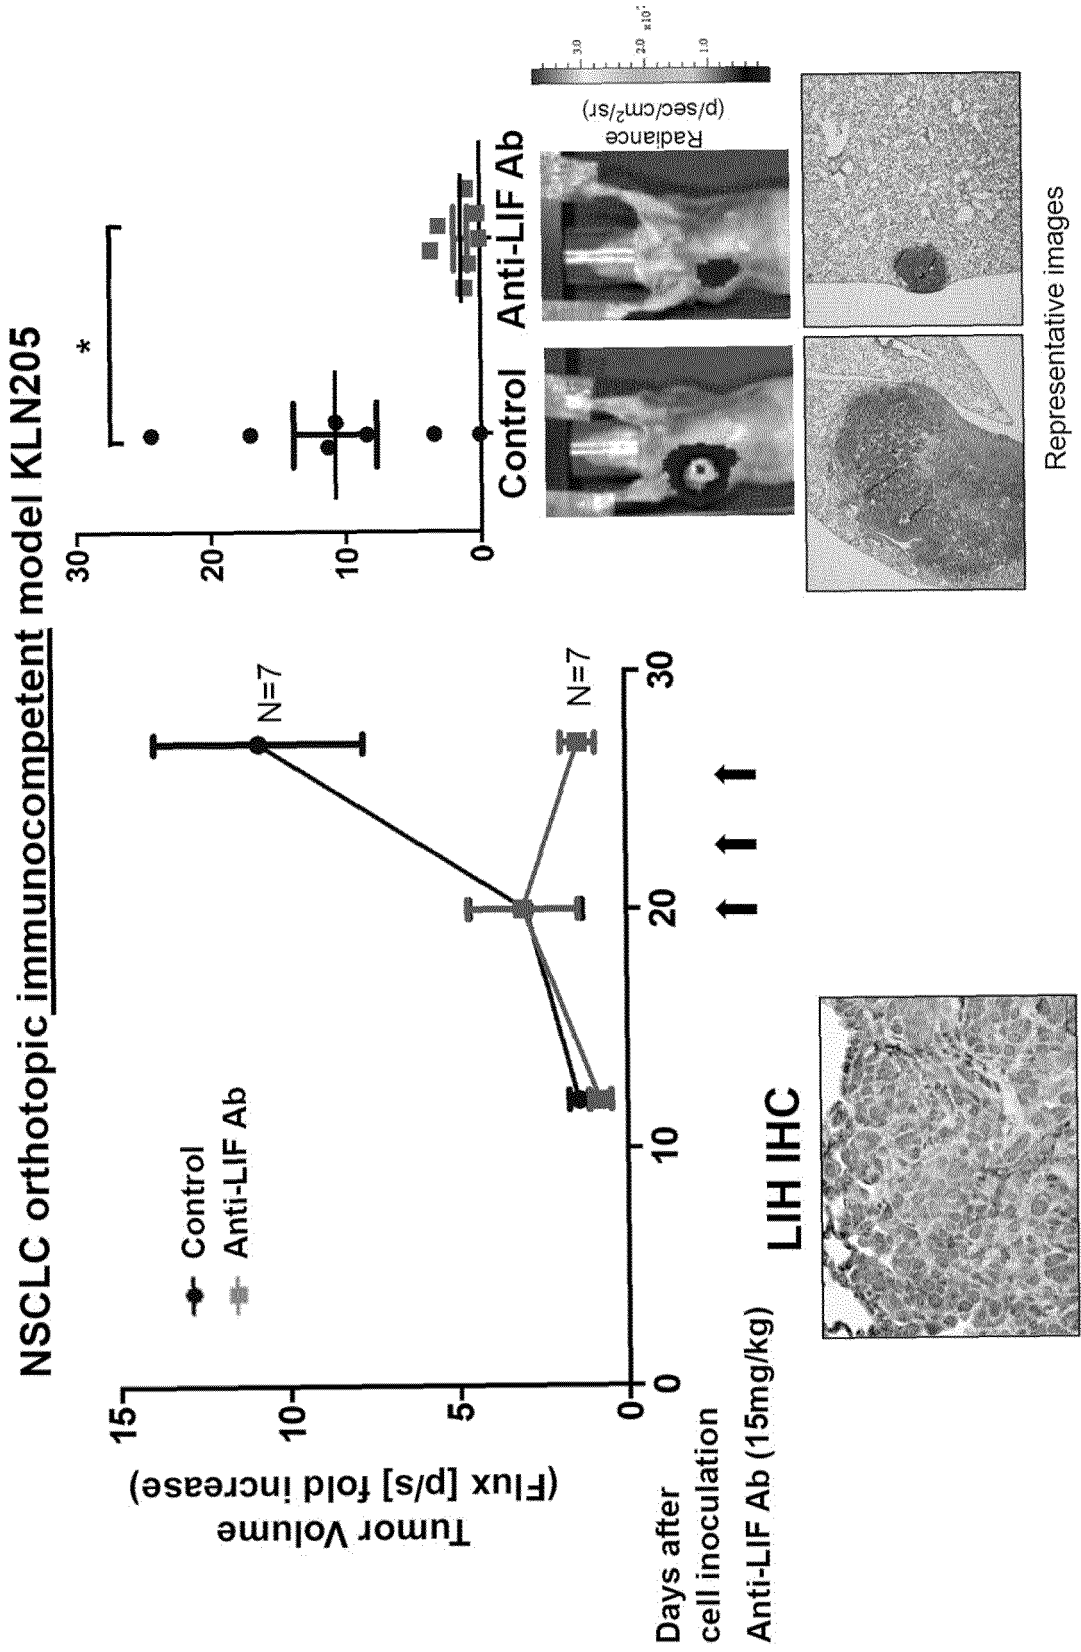 NSCLC orthotopic immunocompetent model KLN205
Tumor Volume
(Flux [p/s] fold increase)
15
10
5
0
Control
Anti-LIF Ab
N=7
N=7
0
10
20
30
Days after
cell inoculation
Anti-LIF Ab (15mg/kg)
LIH IHC
30
20
10
0
*
Control
Anti-LIF Ab
Radiance
(p/sec/cm²/sr)
3.0
2.0
1.0
Representative images